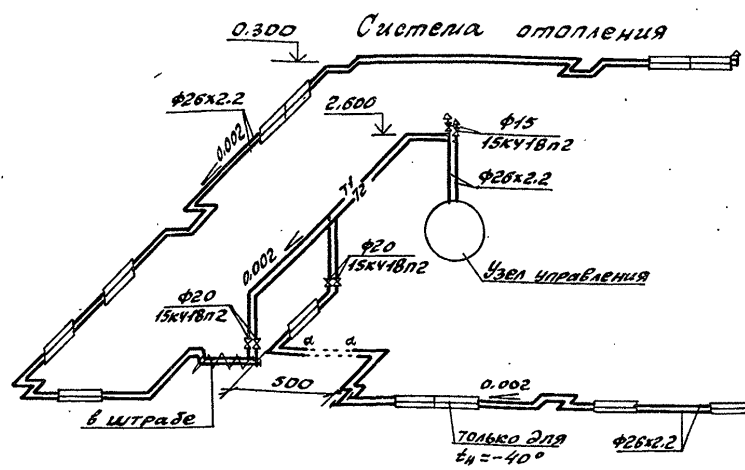 Система отопления
0.300
ф26х2.2
0.002
2.600
ф15
15кч18п2
ф26х2.2
Т1
Т2
Узел управления
0.002
ф20
15кч18п2
ф20
15кч18п2
а а
500
в штрабе
0.002
только для
tн=-40°
ф26х2.2